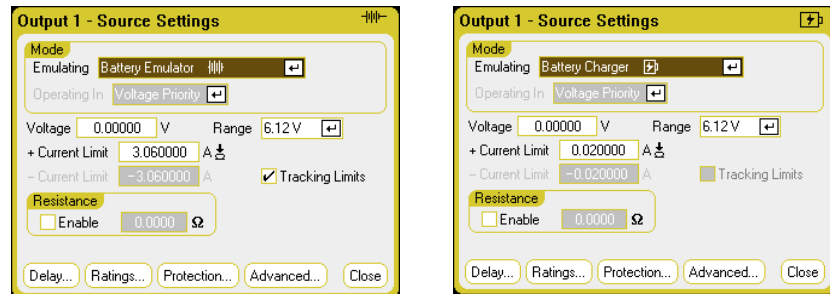 Output 1 - Source Settings
Mode
Emulating Battery Emulator
Operating In Voltage Priority
Voltage 0.00000 V Range 6.12 V
+ Current Limit 3.060000 A
- Current Limit -3.060000 A Tracking Limits
Resistance
Enable 0.0000 Ω
Delay... Ratings... Protection... Advanced... Close
Output 1 - Source Settings
Mode
Emulating Battery Charger
Operating In Voltage Priority
Voltage 0.00000 V Range 6.12 V
+ Current Limit 0.020000 A
- Current Limit -0.020000 A Tracking Limits
Resistance
Enable 0.0000 Ω
Delay... Ratings... Protection... Advanced... Close